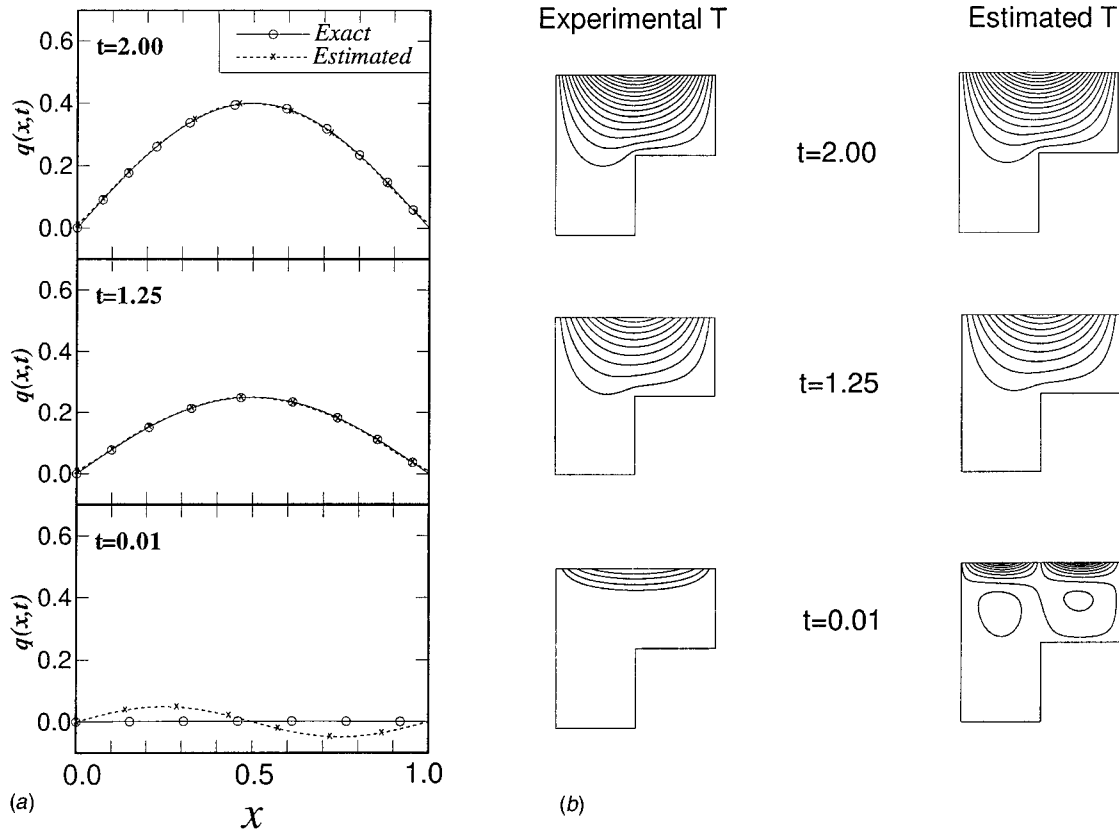 Experimental T
Estimated T
t=2.00
Exact
Estimated
q(x,t)
0.6
0.4
0.2
0.0
t=2.00
t=1.25
q(x,t)
0.6
0.4
0.2
0.0
t=1.25
t=0.01
q(x,t)
0.6
0.4
0.2
0.0
t=0.01
0.0
0.5
1.0
x
(a)
(b)